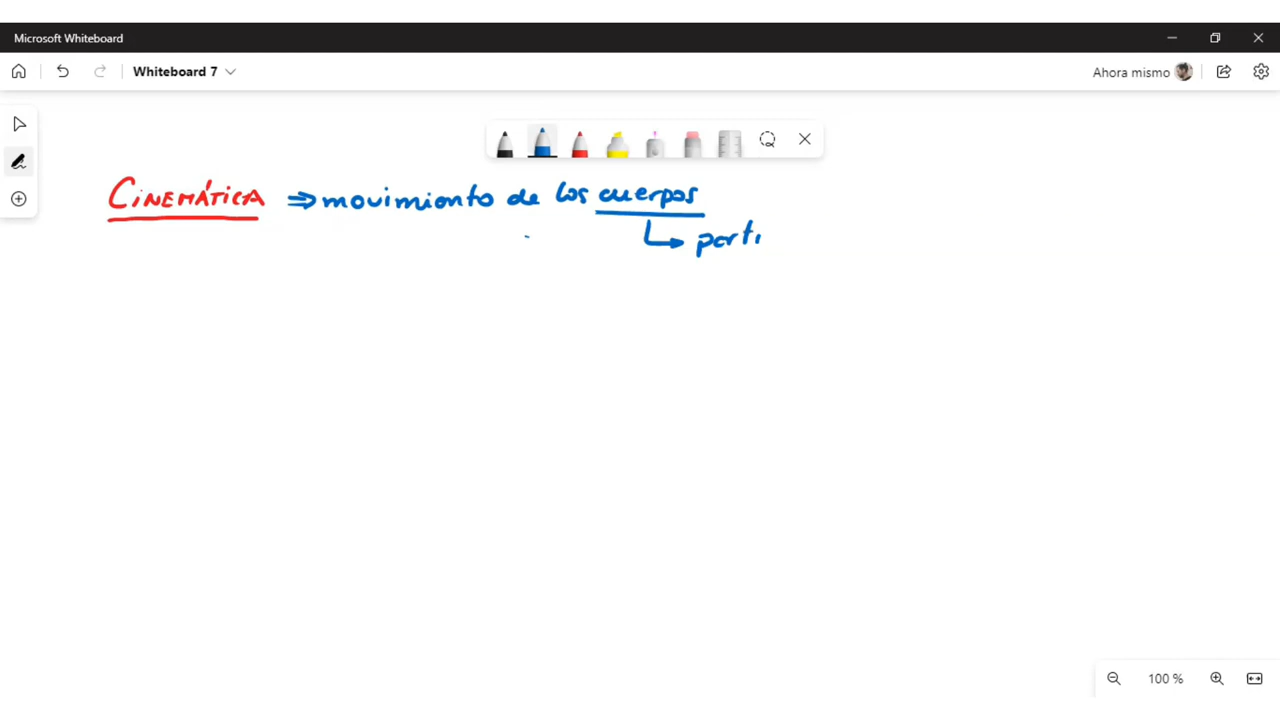 Microsoft Whiteboard
Whiteboard 7
Ahora mismo
CINEMÁTICA ⇒ movimiento de los cuerpos
↳ parti
100 %